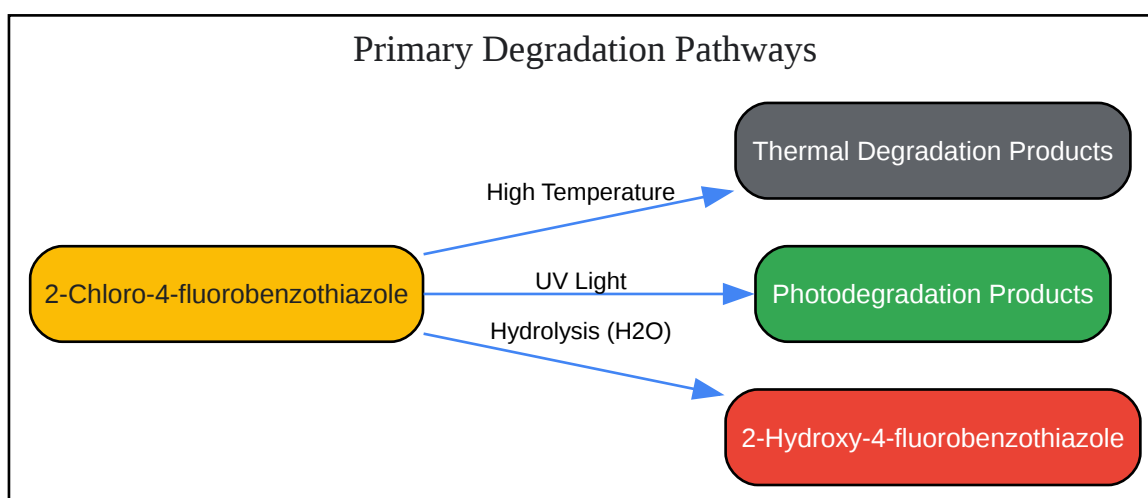 Primary Degradation Pathways
Thermal Degradation Products
High Temperature
2-Chloro-4-fluorobenzothiazole
UV Light
Photodegradation Products
Hydrolysis (H2O)
2-Hydroxy-4-fluorobenzothiazole